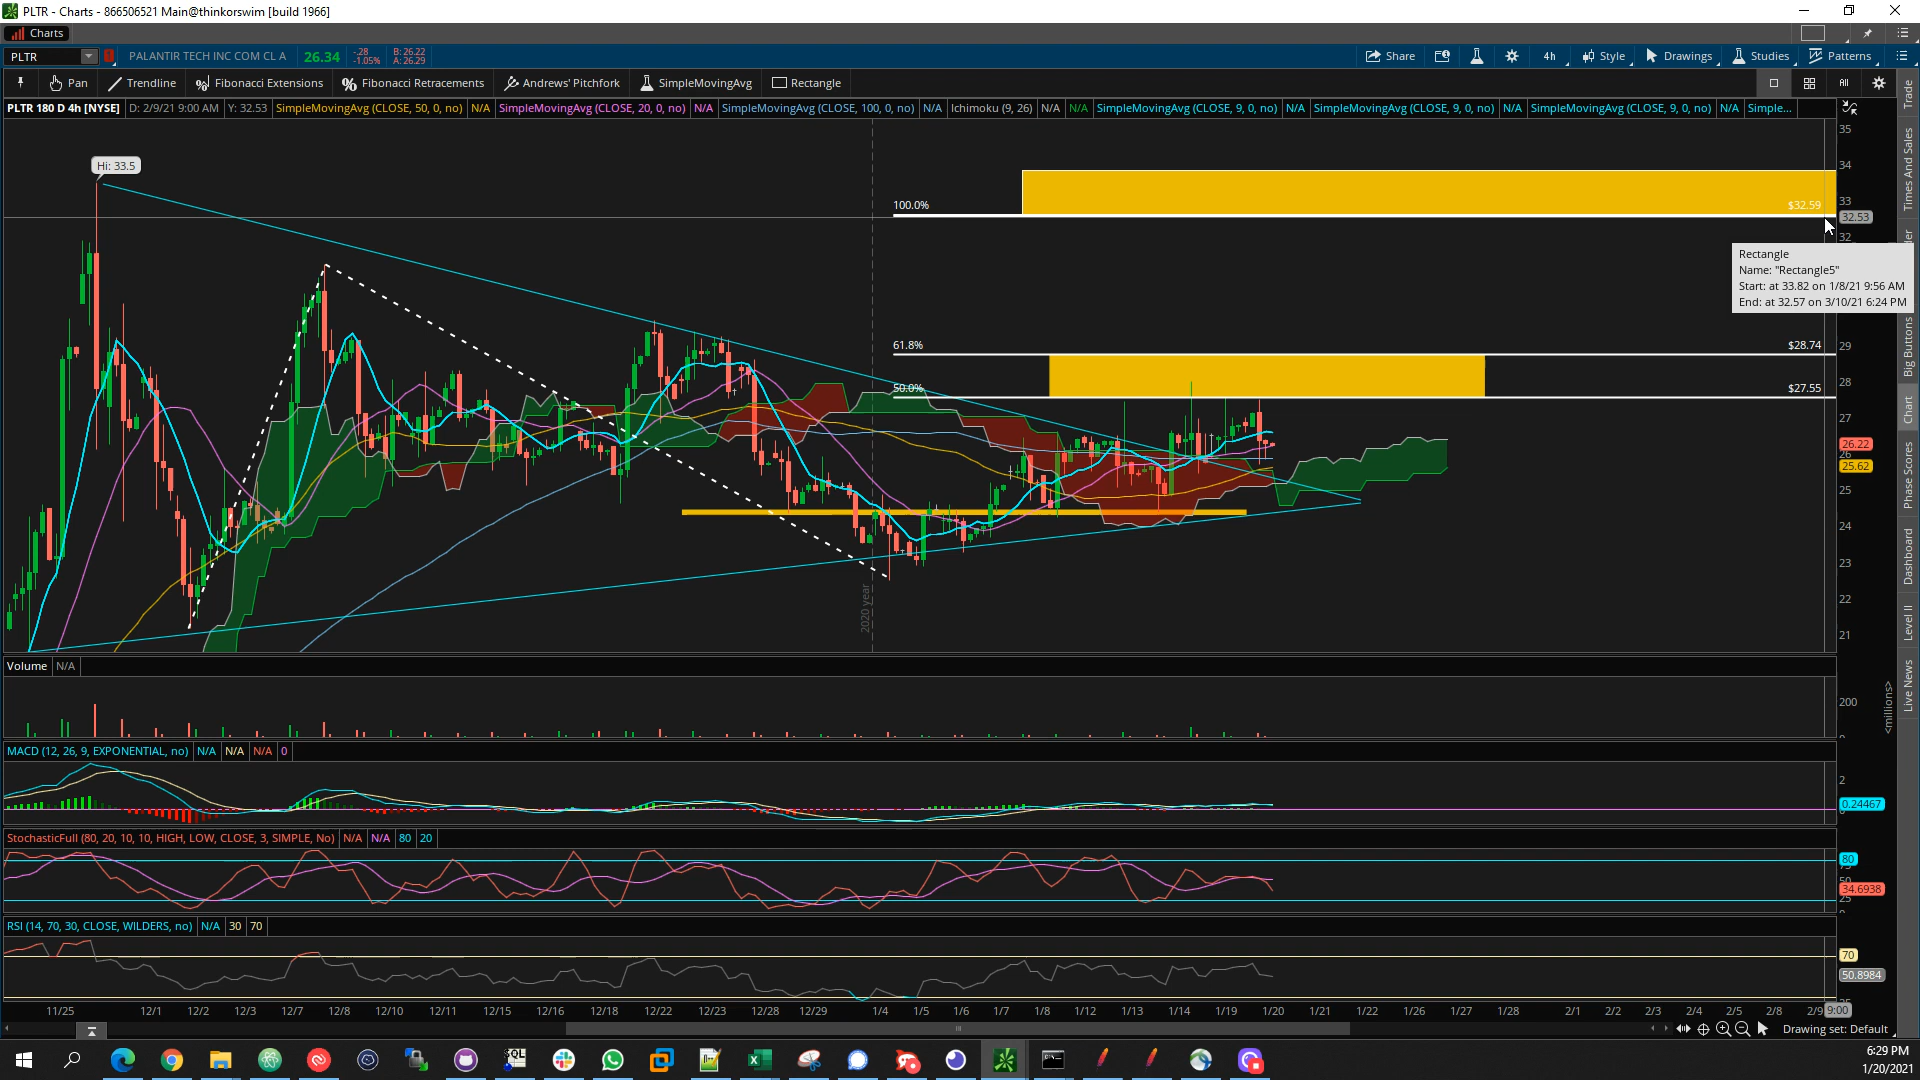 PLTR - Charts - 866506521 Main@thinkorswim [build 1966]
Charts
PLTR PALANTIR TECH INC COM CL A 26.34 -.28 -1.05% B: 26.22 A: 26.29 Share 4h Style Drawings Studies Patterns
Pan Trendline Fibonacci Extensions Fibonacci Retracements Andrews' Pitchfork SimpleMovingAvg Rectangle All
PLTR 180 D 4h [NYSE] D: 2/9/21 9:00 AM Y: 32.53 SimpleMovingAvg (CLOSE, 50, 0, no) N/A SimpleMovingAvg (CLOSE, 20, 0, no) N/A SimpleMovingAvg (CLOSE, 100, 0, no) N/A Ichimoku (9, 26) N/A N/A SimpleMovingAvg (CLOSE, 9, 0, no) N/A SimpleMovingAvg (CLOSE, 9, 0, no) N/A SimpleMovingAvg (CLOSE, 9, 0, no) N/A Simple...
35
Hi: 33.5
34
100.0% $32.59
33
32.53
32
Rectangle
Name: "Rectangle5"
Start: at 33.82 on 1/8/21 9:56 AM
End: at 32.57 on 3/10/21 6:24 PM
61.8% $28.74
29
50.0% $27.55
28
27
26.22
26
25.62
25
24
23
22
21
2020 year
Trade
Times And Sales
Big Buttons
Chart
Phase Scores
Dashboard
Level II
Live News
Volume N/A
200
<millions>
MACD (12, 26, 9, EXPONENTIAL, no) N/A N/A N/A 0
2
0.24467
StochasticFull (80, 20, 10, 10, HIGH, LOW, CLOSE, 3, SIMPLE, No) N/A N/A 80 20
80
34.6938
25
RSI (14, 70, 30, CLOSE, WILDERS, no) N/A 30 70
70
50.8984
11/25 12/1 12/2 12/3 12/7 12/8 12/10 12/11 12/15 12/16 12/18 12/22 12/23 12/28 12/29 1/4 1/5 1/6 1/7 1/8 1/12 1/13 1/14 1/19 1/20 1/21 1/22 1/26 1/27 1/28 2/1 2/2 2/3 2/4 2/5 2/8 2/9 9:00
Drawing set: Default
SQL
6:29 PM
1/20/2021